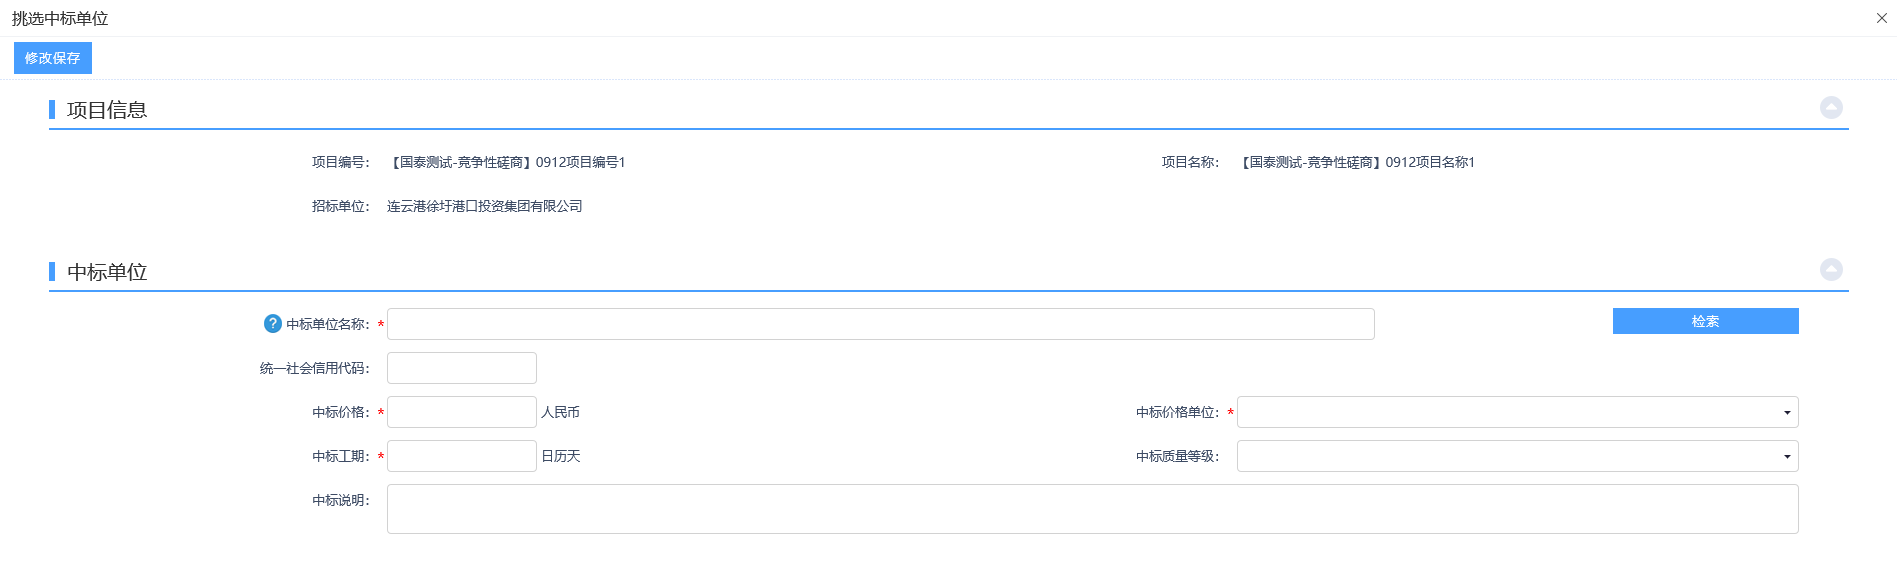 挑选中标单位
修改保存
项目信息
项目编号： 【国泰测试-竞争性磋商】0912项目编号1 项目名称： 【国泰测试-竞争性磋商】0912项目名称1
招标单位： 连云港徐圩港口投资集团有限公司
中标单位
? 中标单位名称：* 检索
统一社会信用代码：
中标价格：* 人民币 中标价格单位：*
中标工期：* 日历天 中标质量等级：
中标说明：